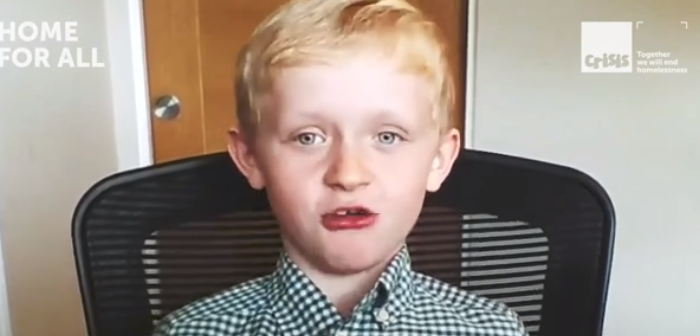 HOME
FOR ALL
CRISIS
Together
we will end
homelessness